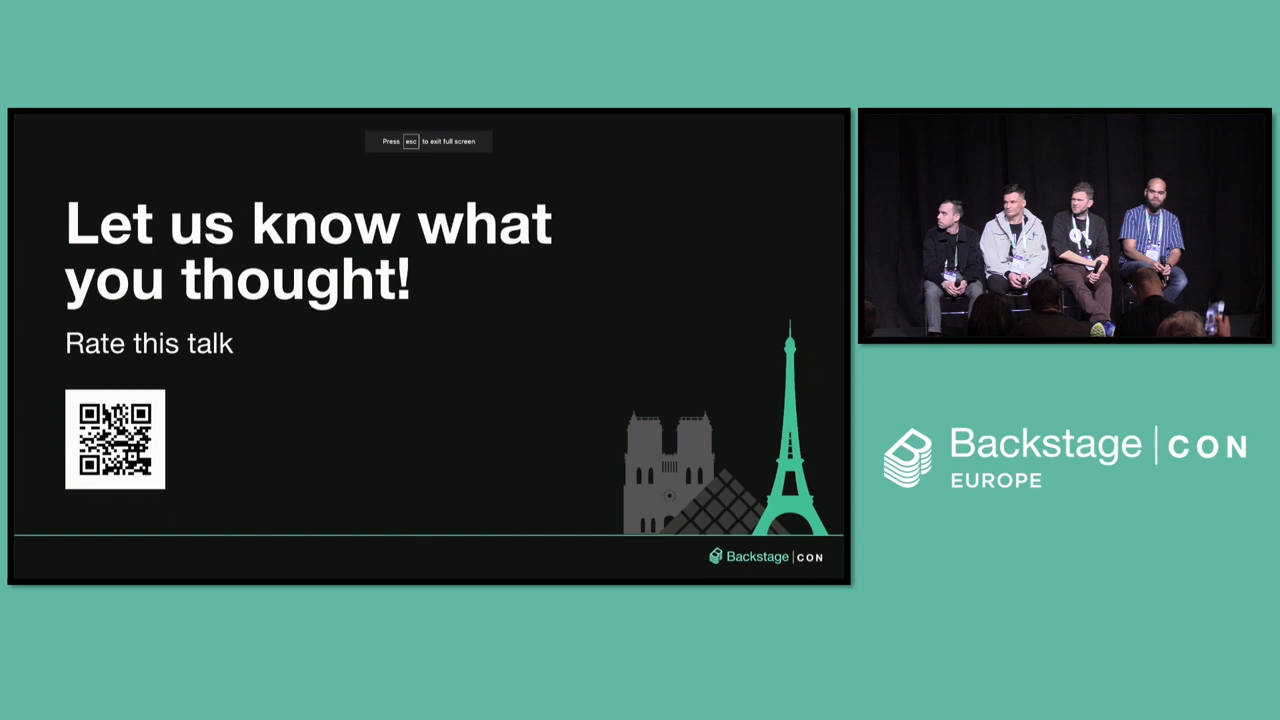 Press esc to exit full screen
Let us know what
you thought!
Rate this talk
Backstage | CON
Backstage | CON
EUROPE